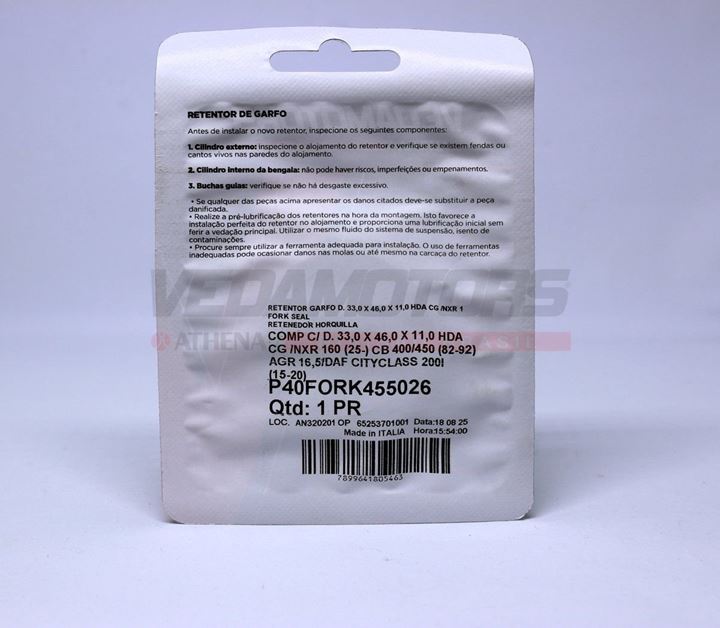 RETENTOR DE GARFO
Antes de instalar o novo retentor, inspecione os seguintes componentes:
1. Cilindro externo: inspecione o alojamento do retentor e verifique se existem fendas ou
cantos vivos nas paredes do alojamento.
2. Cilindro interno da bengala: não pode haver riscos, imperfeições ou empenamentos.
3. Buchas guias: verifique se não há desgaste excessivo.
• Se qualquer das peças acima apresentar os danos citados deve-se substituir a peça
danificada.
• Realize a pré-lubrificação dos retentores na hora da montagem. Isto favorece a
instalação perfeita do retentor no alojamento e proporciona uma lubrificação inicial sem
ferir a vedação principal. Utilizar o mesmo fluido do sistema de suspensão, isento de
contaminações.
• Procure sempre utilizar a ferramenta adequada para instalação. O uso de ferramentas
inadequadas pode ocasionar danos nas molas ou até mesmo na carcaça do retentor.
VEDAMOTORS
ATHENA
RETENTOR GARFO D. 33,0 X 46,0 X 11,0 HDA CG /NXR 1
FORK SEAL
RETENEDOR HORQUILLA
COMP C/ D. 33,0 X 46,0 X 11,0 HDA
CG /NXR 160 (25-) CB 400/450 (82-92)
AGR 16,5/DAF CITYCLASS 200I
(15-20)
P40FORK455026
Qtd: 1 PR
LOC. AN320201 OP 65253701001 Data:18 08 25
Made in ITALIA Hora:15:54:00
7899641805463